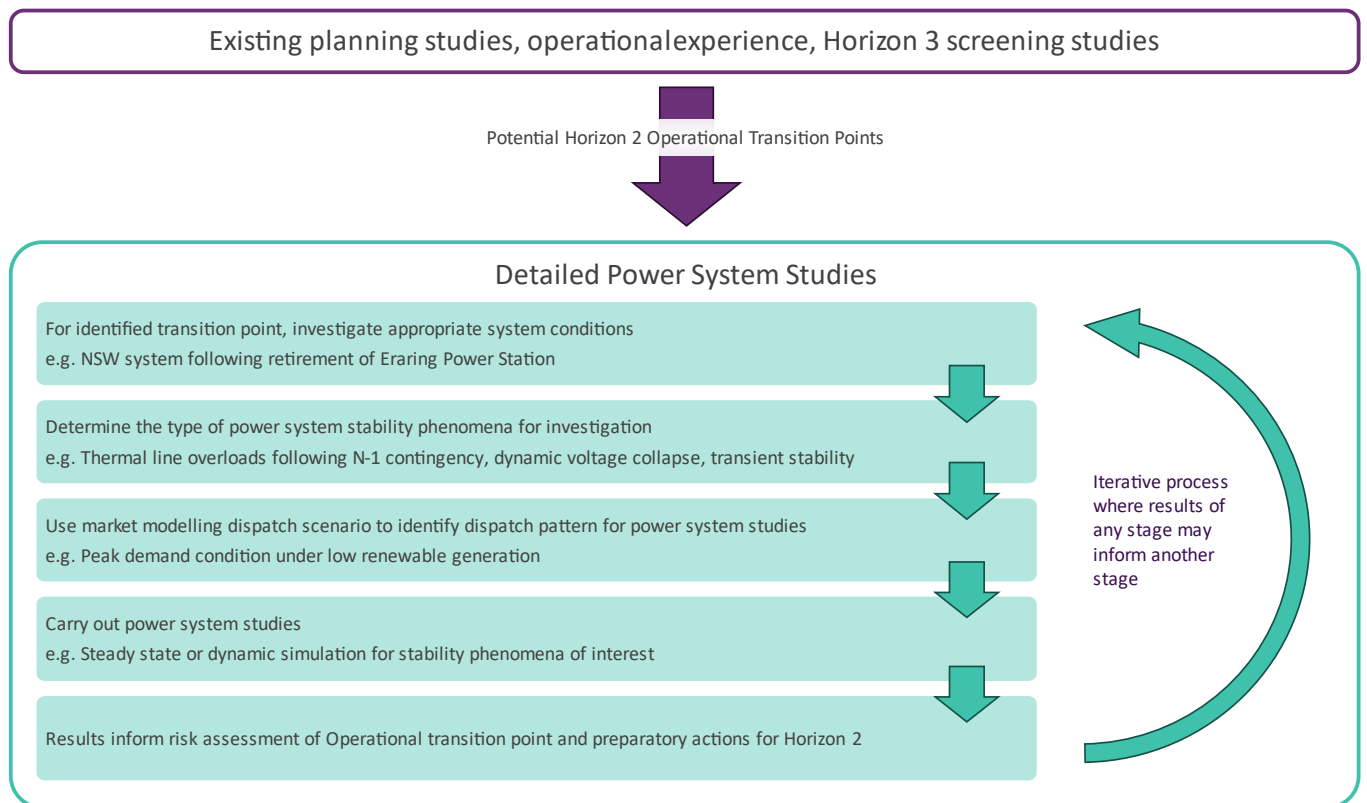 Existing planning studies, operationalexperience, Horizon 3 screening studies
Potential Horizon 2 Operational Transition Points
Detailed Power System Studies
For identified transition point, investigate appropriate system conditions
e.g. NSW system following retirement of Eraring Power Station
Determine the type of power system stability phenomena for investigation
e.g. Thermal line overloads following N-1 contingency, dynamic voltage collapse, transient stability
Use market modelling dispatch scenario to identify dispatch pattern for power system studies
e.g. Peak demand condition under low renewable generation
Carry out power system studies
e.g. Steady state or dynamic simulation for stability phenomena of interest
Results inform risk assessment of Operational transition point and preparatory actions for Horizon 2
Iterative process
where results of
any stage may
inform another
stage